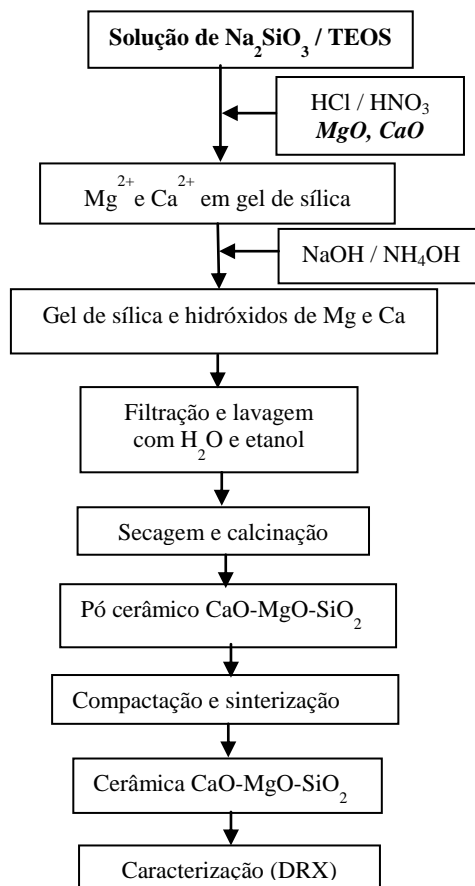 Solução de Na₂SiO₃ / TEOS
HCl / HNO₃
MgO, CaO
Mg²⁺ e Ca²⁺ em gel de sílica
NaOH / NH₄OH
Gel de sílica e hidróxidos de Mg e Ca
Filtração e lavagem
com H₂O e etanol
Secagem e calcinação
Pó cerâmico CaO-MgO-SiO₂
Compactação e sinterização
Cerâmica CaO-MgO-SiO₂
Caracterização (DRX)